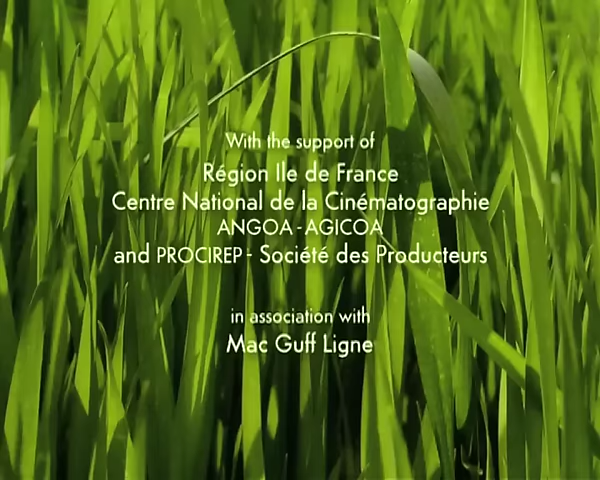 With the support of
Région Ile de France
Centre National de la Cinématographie
ANGOA - AGICOA
and PROCIREP - Société des Producteurs
in association with
Mac Guff Ligne